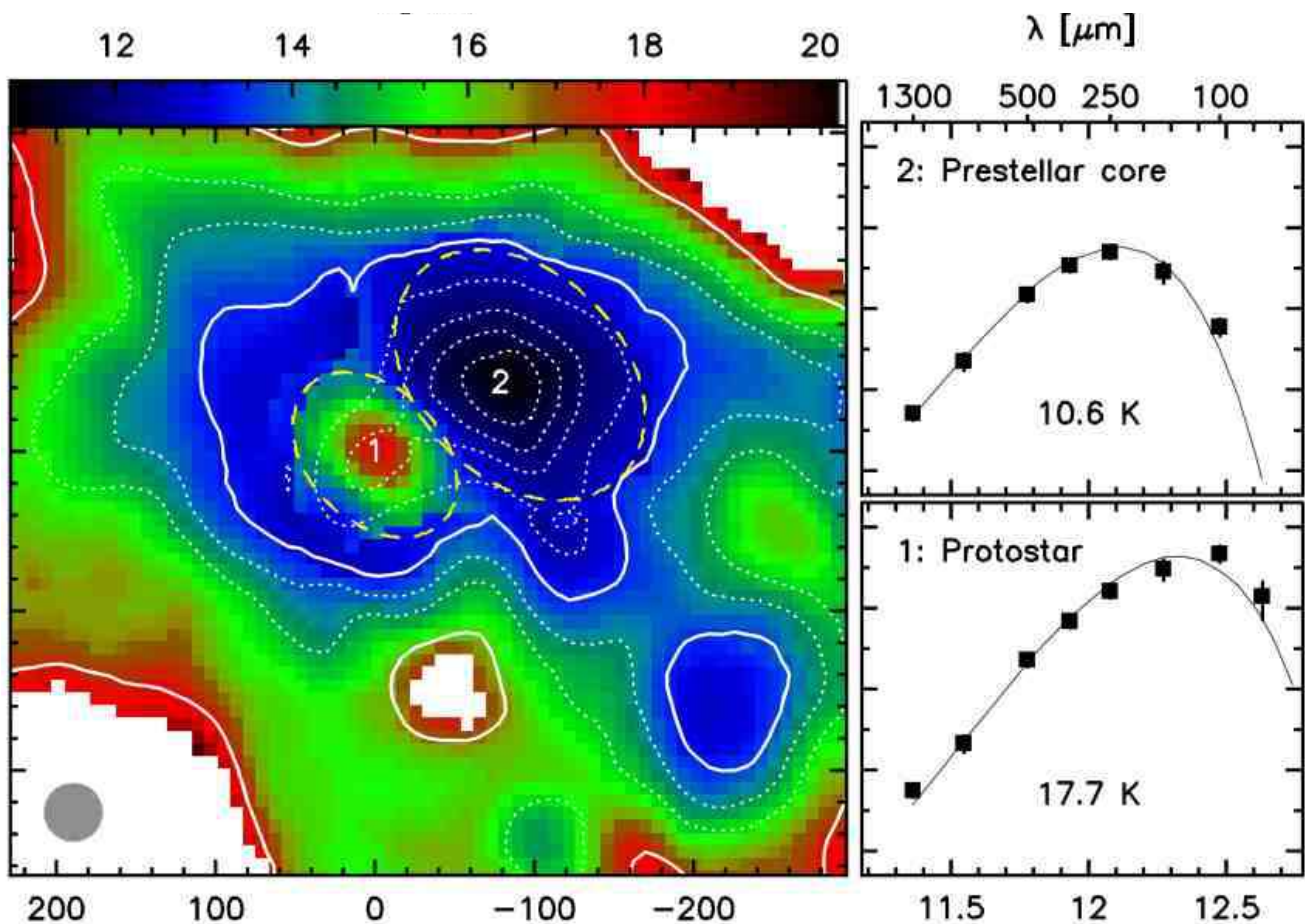 12 14 16 18 20
λ [μm]
1300 500 250 100
2: Prestellar core
10.6 K
2
1
1: Protostar
17.7 K
200 100 0 −100 −200
11.5 12 12.5